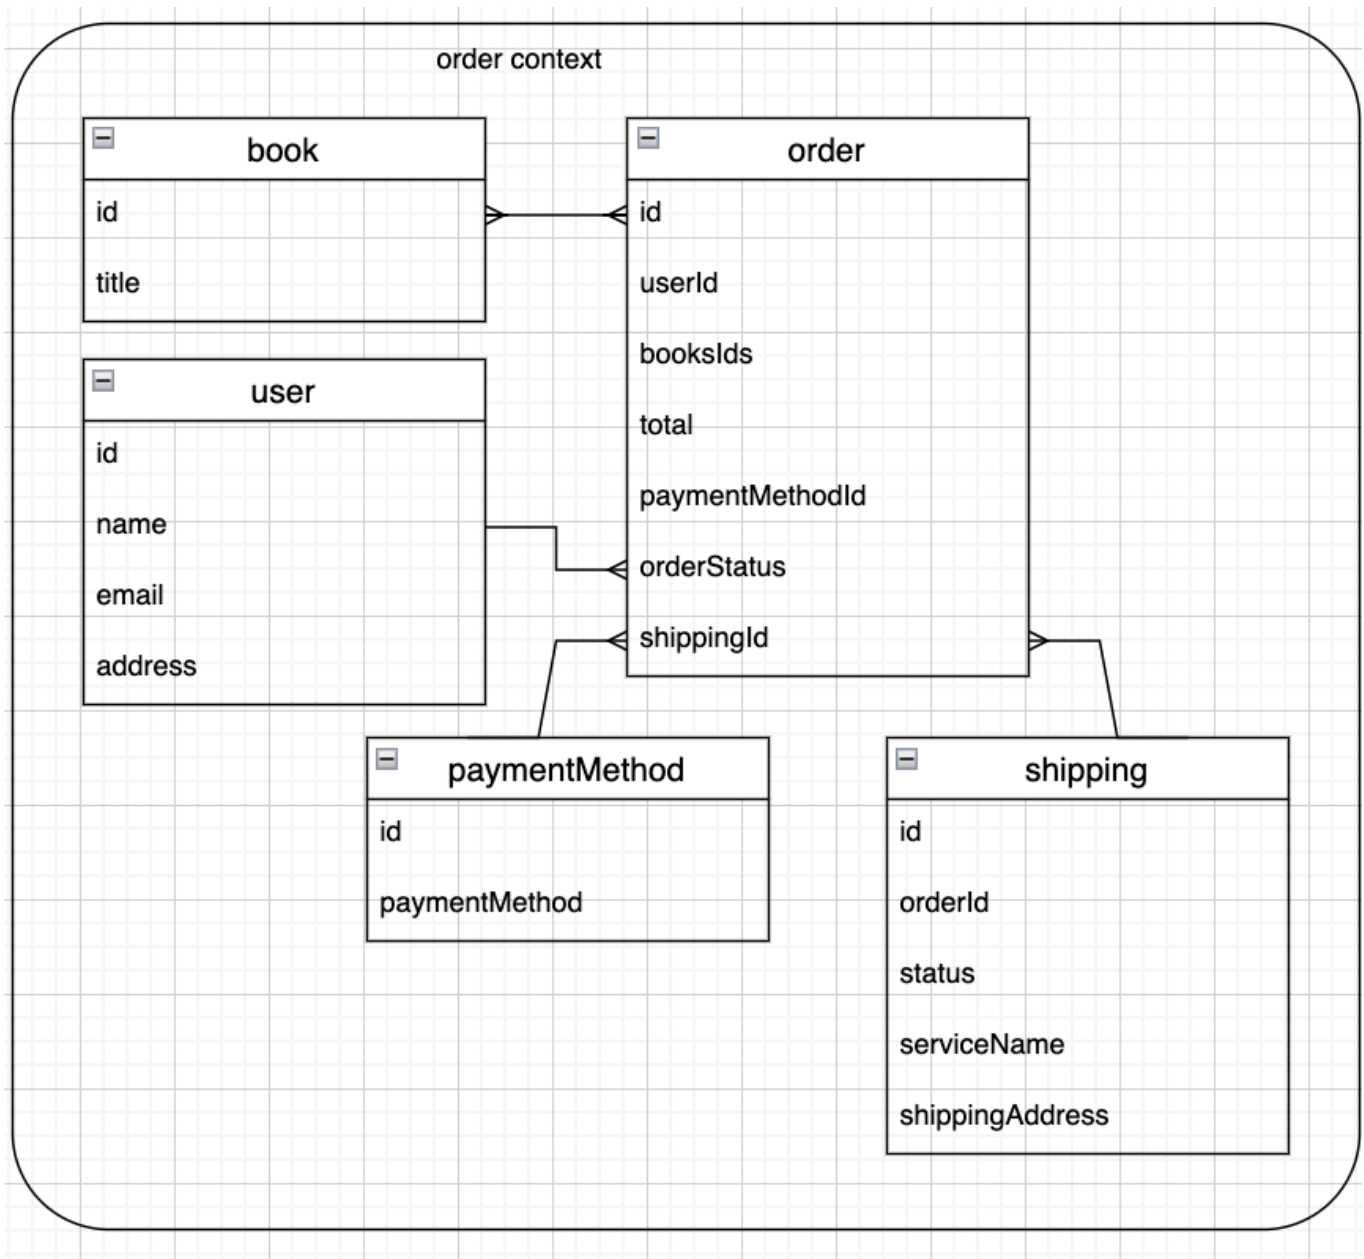 order context
book
id
title
order
id
userId
booksIds
total
paymentMethodId
orderStatus
shippingId
user
id
name
email
address
paymentMethod
id
paymentMethod
shipping
id
orderId
status
serviceName
shippingAddress